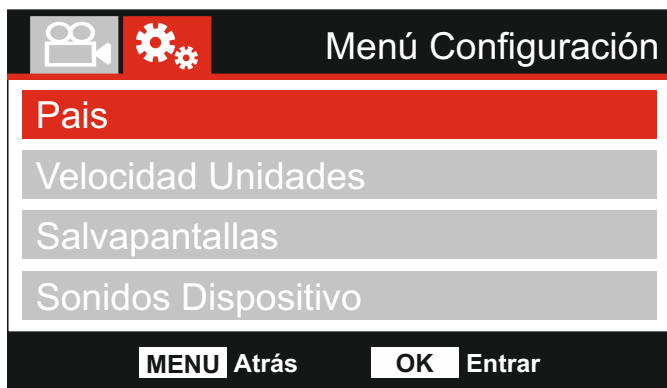 Menú Configuración
Pais
Velocidad Unidades
Salvapantallas
Sonidos Dispositivo
MENU Atrás OK Entrar